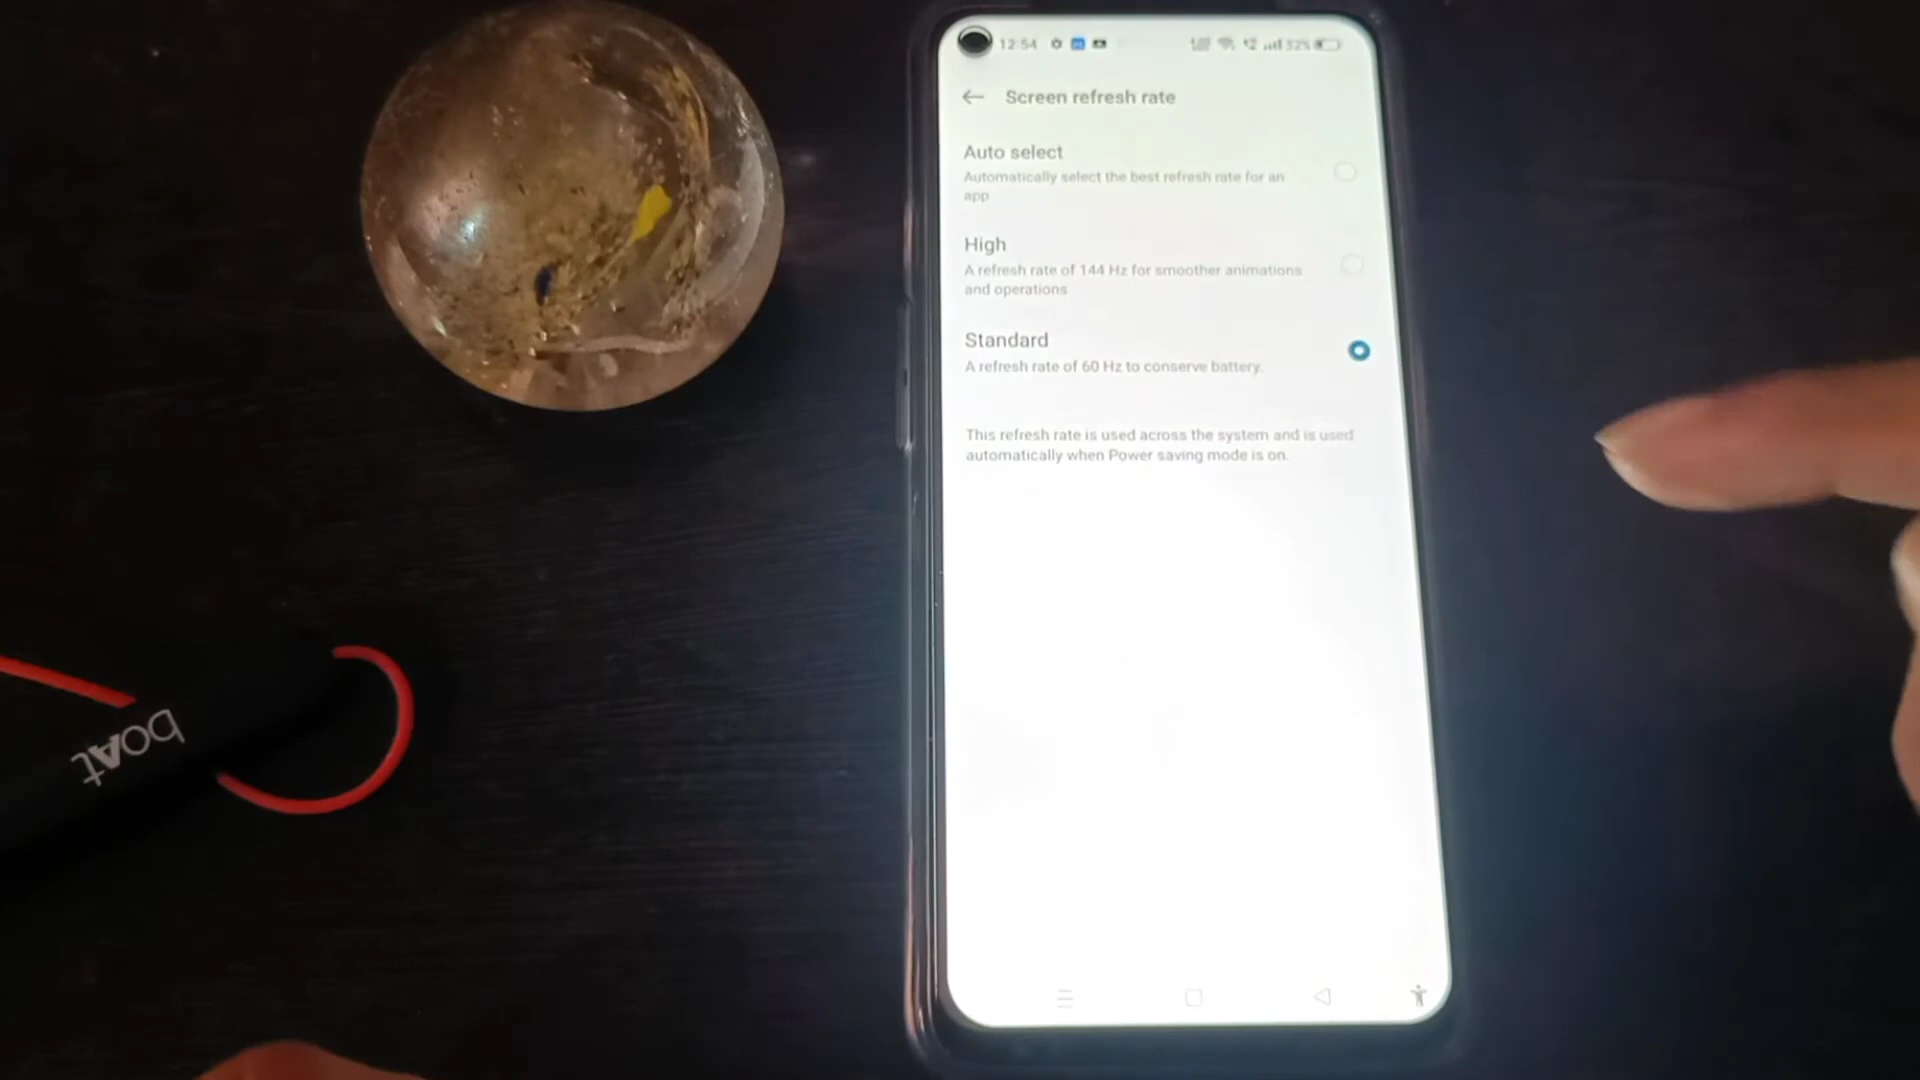 12:54
52%
Screen refresh rate
Auto select
Automatically select the best refresh rate for an
app
High
A refresh rate of 144 Hz for smoother animations
and operations
Standard
A refresh rate of 60 Hz to conserve battery.
This refresh rate is used across the system and is used
automatically when Power saving mode is on.
boAt